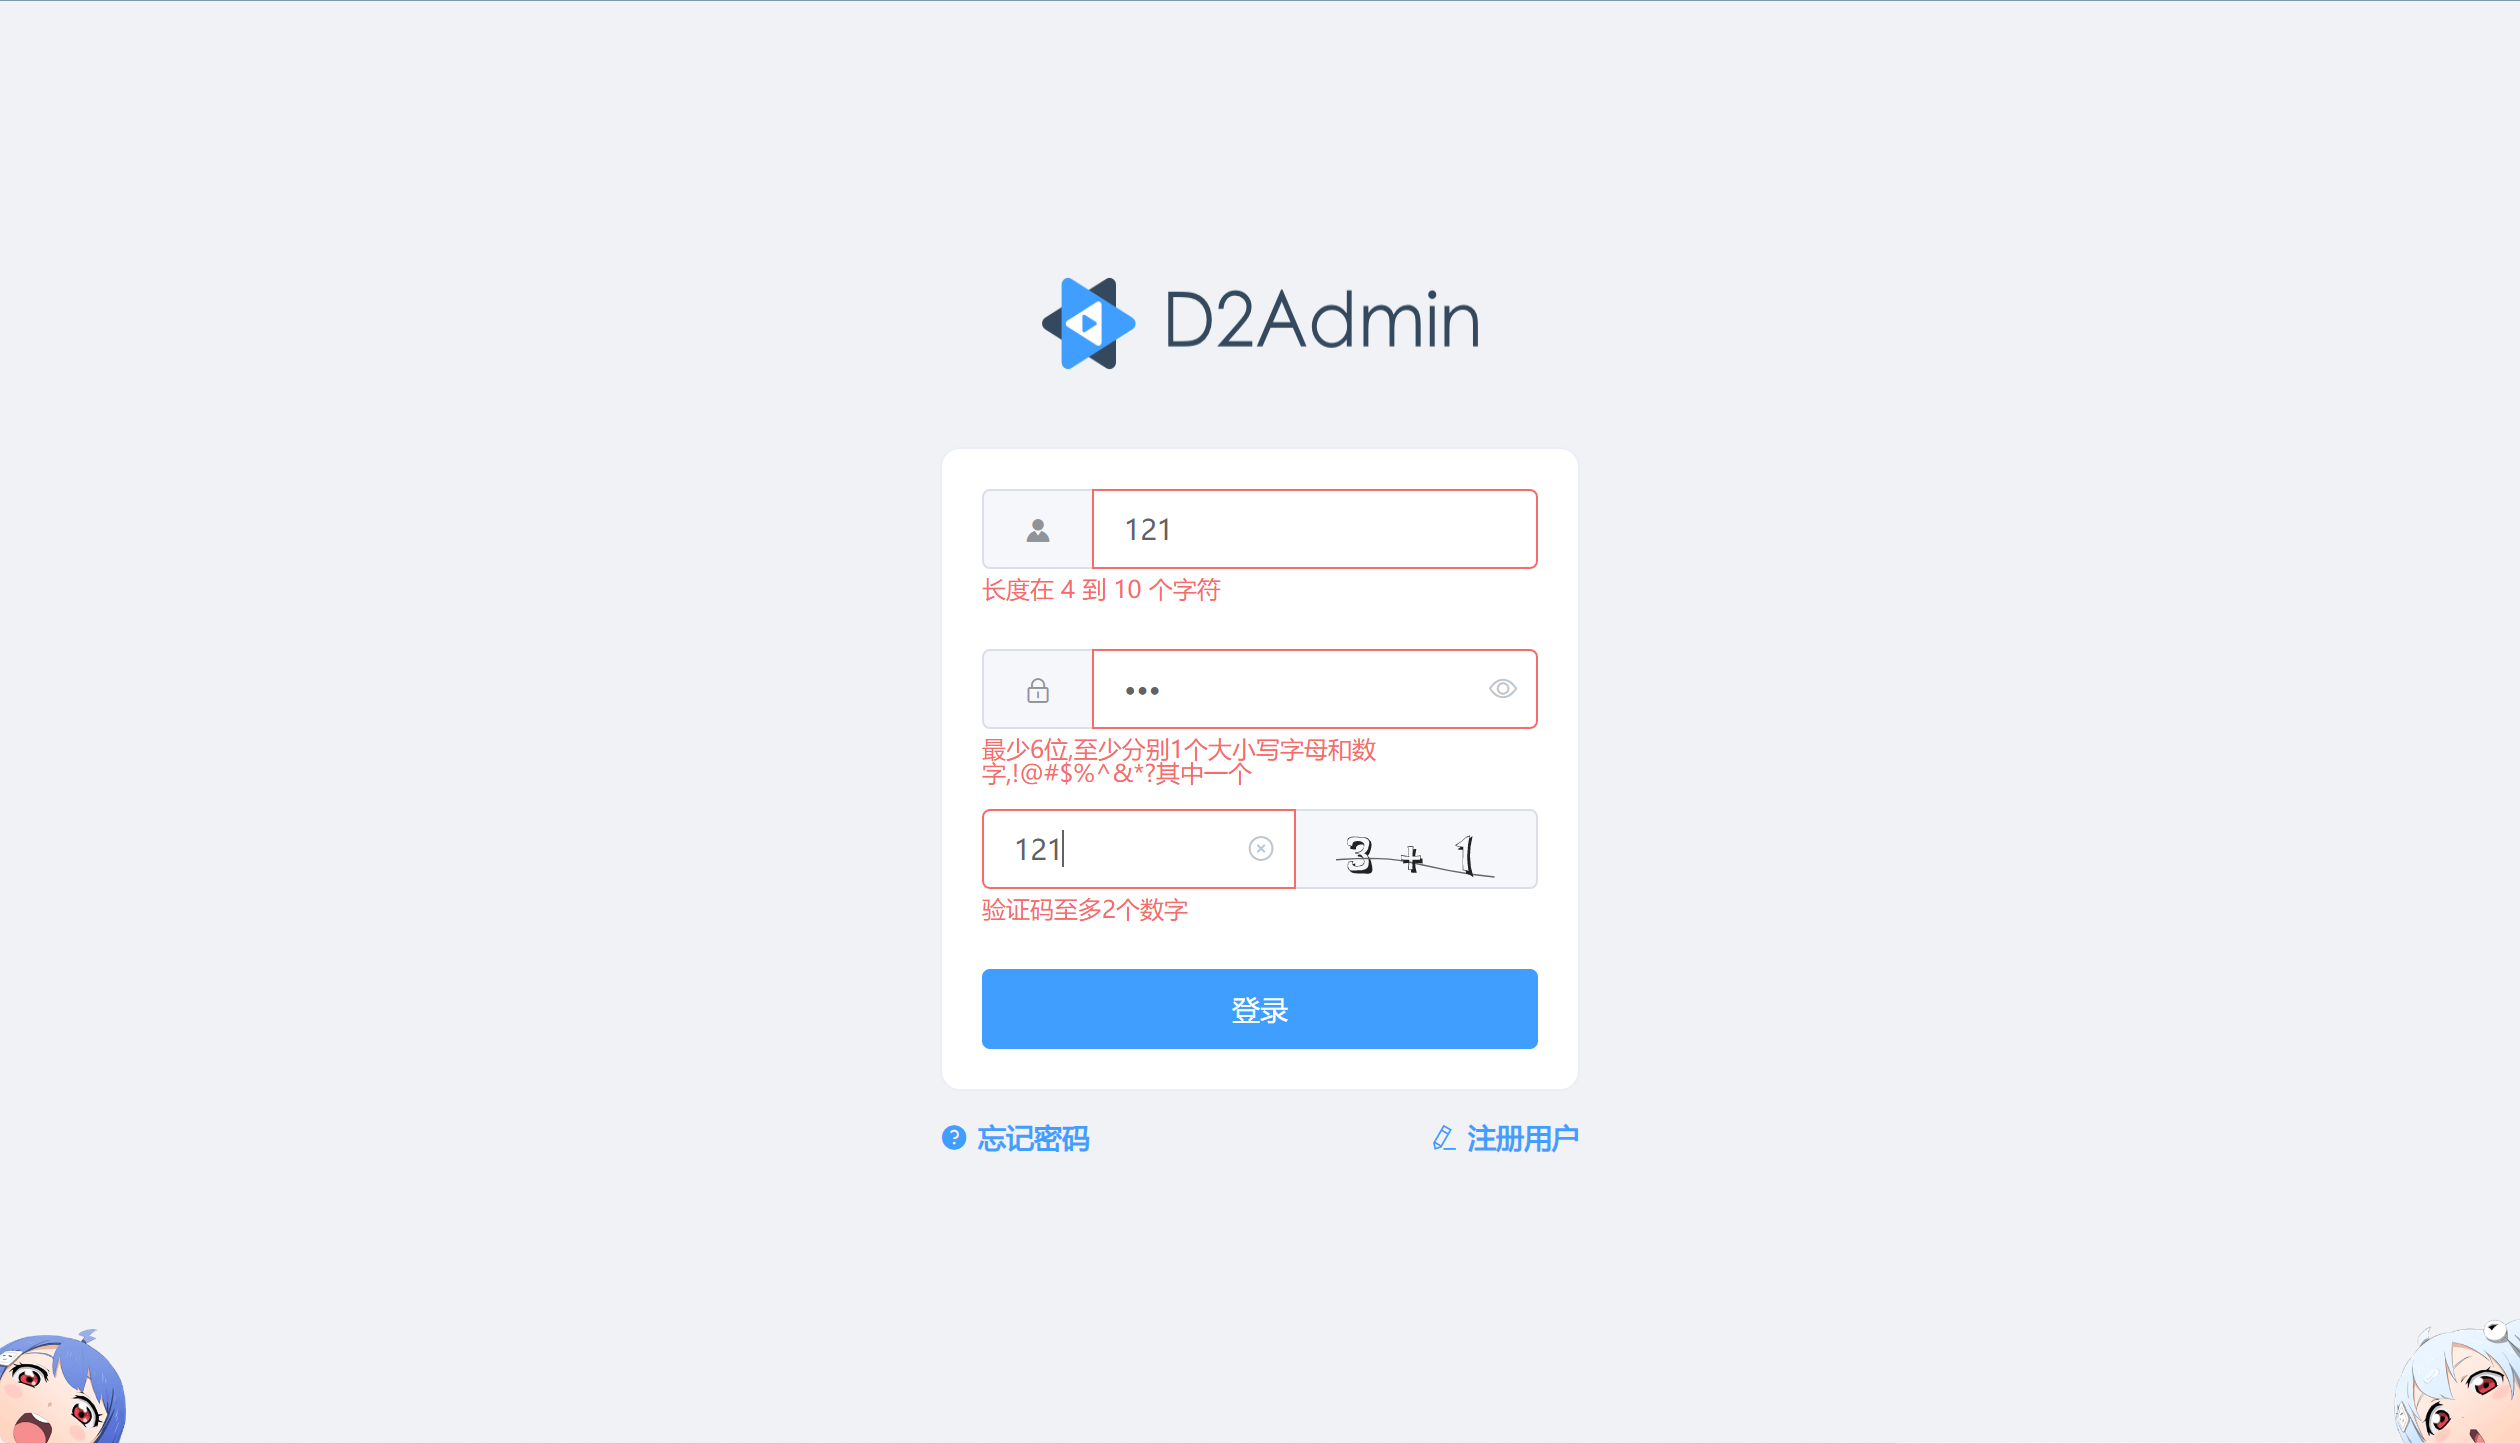 D2Admin
121
长度在 4 到 10 个字符
•••
最少6位,至少分别1个大小写字母和数
字,!@#$%^&*?其中一个
121
3 + 1
验证码至多2个数字
登录
忘记密码
注册用户